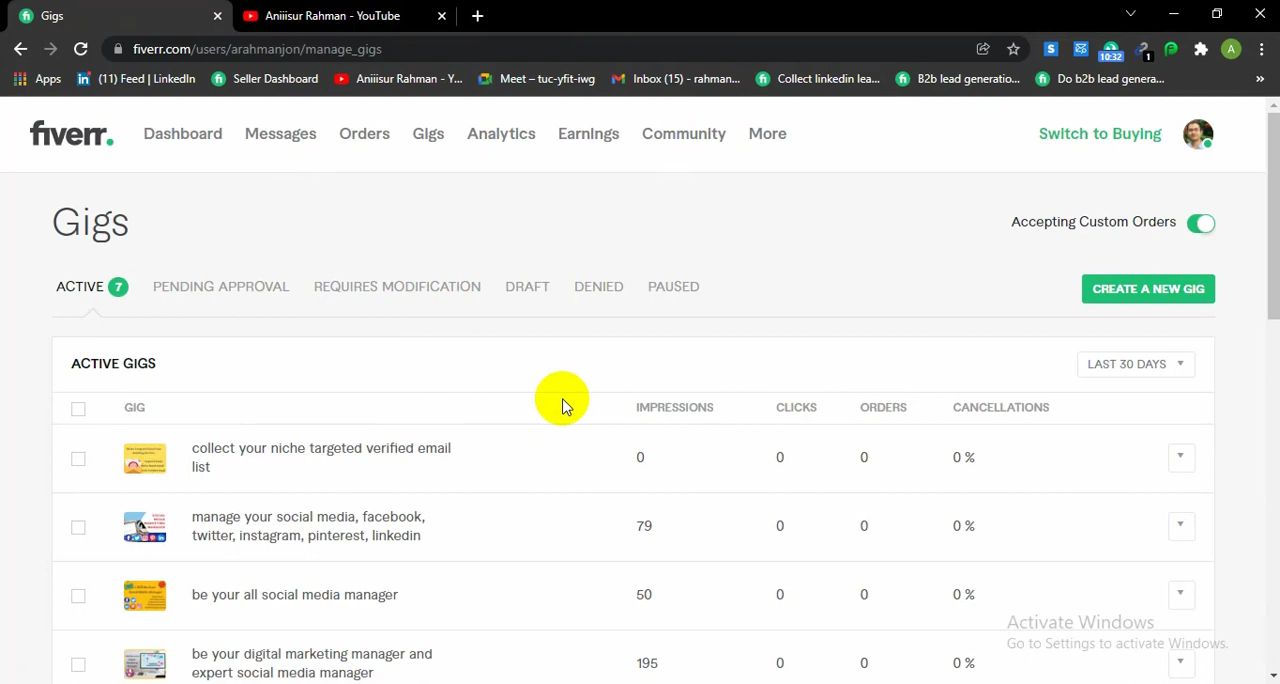 Gigs
Aniiisur Rahman - YouTube
fiverr.com/users/arahmanjon/manage_gigs
S
10:32
1
A
Apps
(11) Feed | LinkedIn
Seller Dashboard
Aniiisur Rahman - Y...
Meet – tuc-yfit-iwg
Inbox (15) - rahman...
Collect linkedin lea...
B2b lead generatio...
Do b2b lead genera...
»
fiverr.
Dashboard
Messages
Orders
Gigs
Analytics
Earnings
Community
More
Switch to Buying
Gigs
Accepting Custom Orders
ACTIVE 7
PENDING APPROVAL
REQUIRES MODIFICATION
DRAFT
DENIED
PAUSED
CREATE A NEW GIG
ACTIVE GIGS
LAST 30 DAYS
GIG
IMPRESSIONS
CLICKS
ORDERS
CANCELLATIONS
collect your niche targeted verified email
list
0
0
0
0 %
manage your social media, facebook,
twitter, instagram, pinterest, linkedin
79
0
0
0 %
be your all social media manager
50
0
0
0 %
be your digital marketing manager and
expert social media manager
195
0
0
0 %
Activate Windows
Go to Settings to activate Windows.